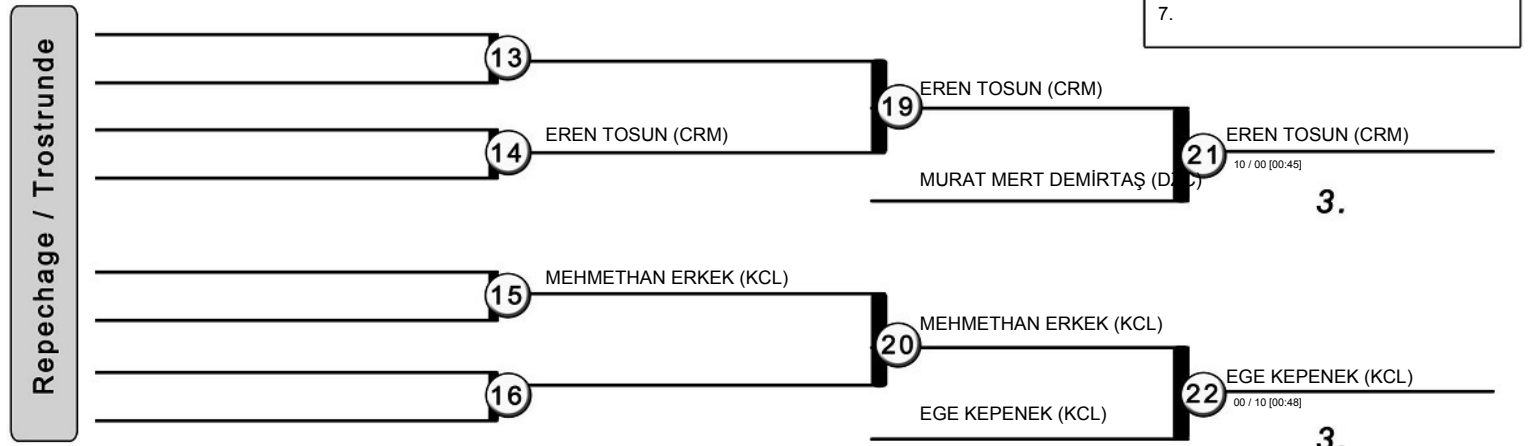 7.
Repechage / Trostrunde
13
EREN TOSUN (CRM)
19
EREN TOSUN (CRM)
14
EREN TOSUN (CRM)
21
10 / 00 [00:45]
MURAT MERT DEMİRTAŞ (DZC)
3.
MEHMETHAN ERKEK (KCL)
15
MEHMETHAN ERKEK (KCL)
20
EGE KEPENEK (KCL)
16
22
00 / 10 [00:48]
EGE KEPENEK (KCL)
3.